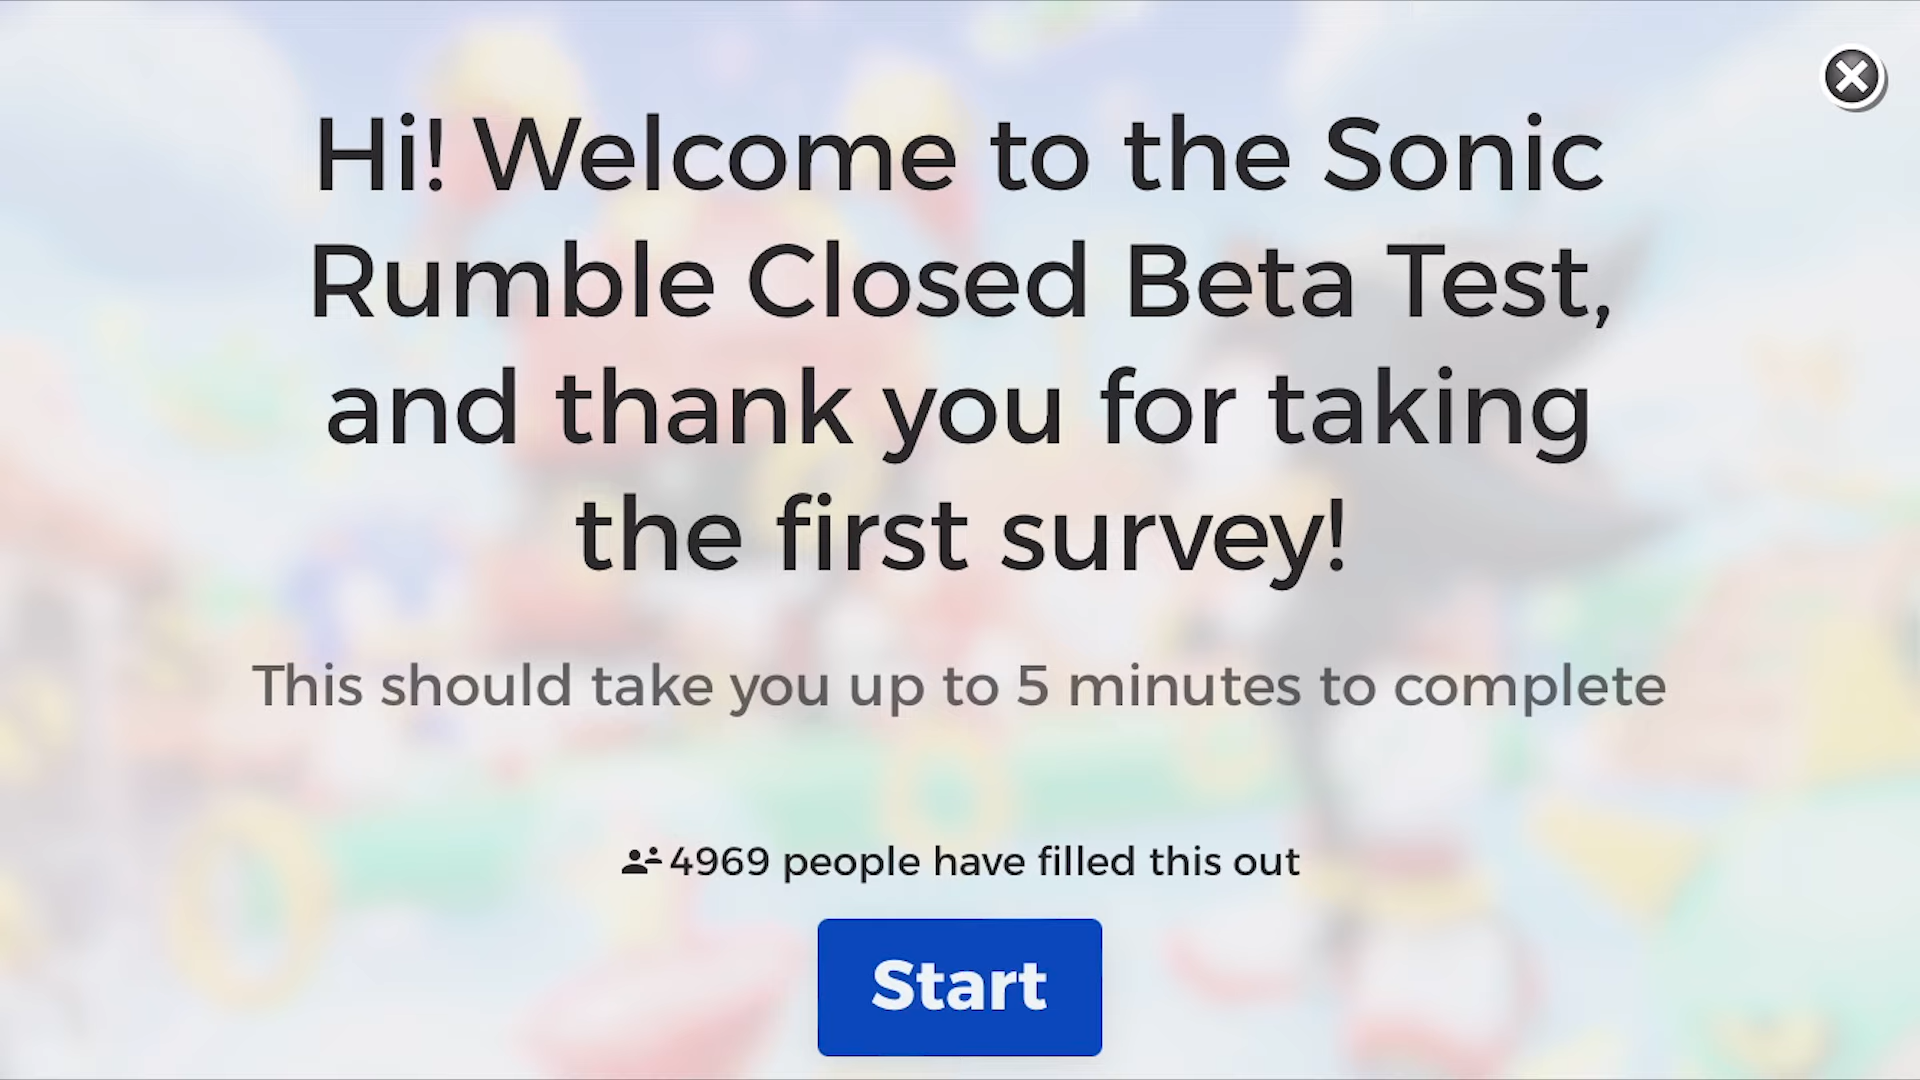 Hi! Welcome to the Sonic
Rumble Closed Beta Test,
and thank you for taking
the first survey!
This should take you up to 5 minutes to complete
4969 people have filled this out
Start